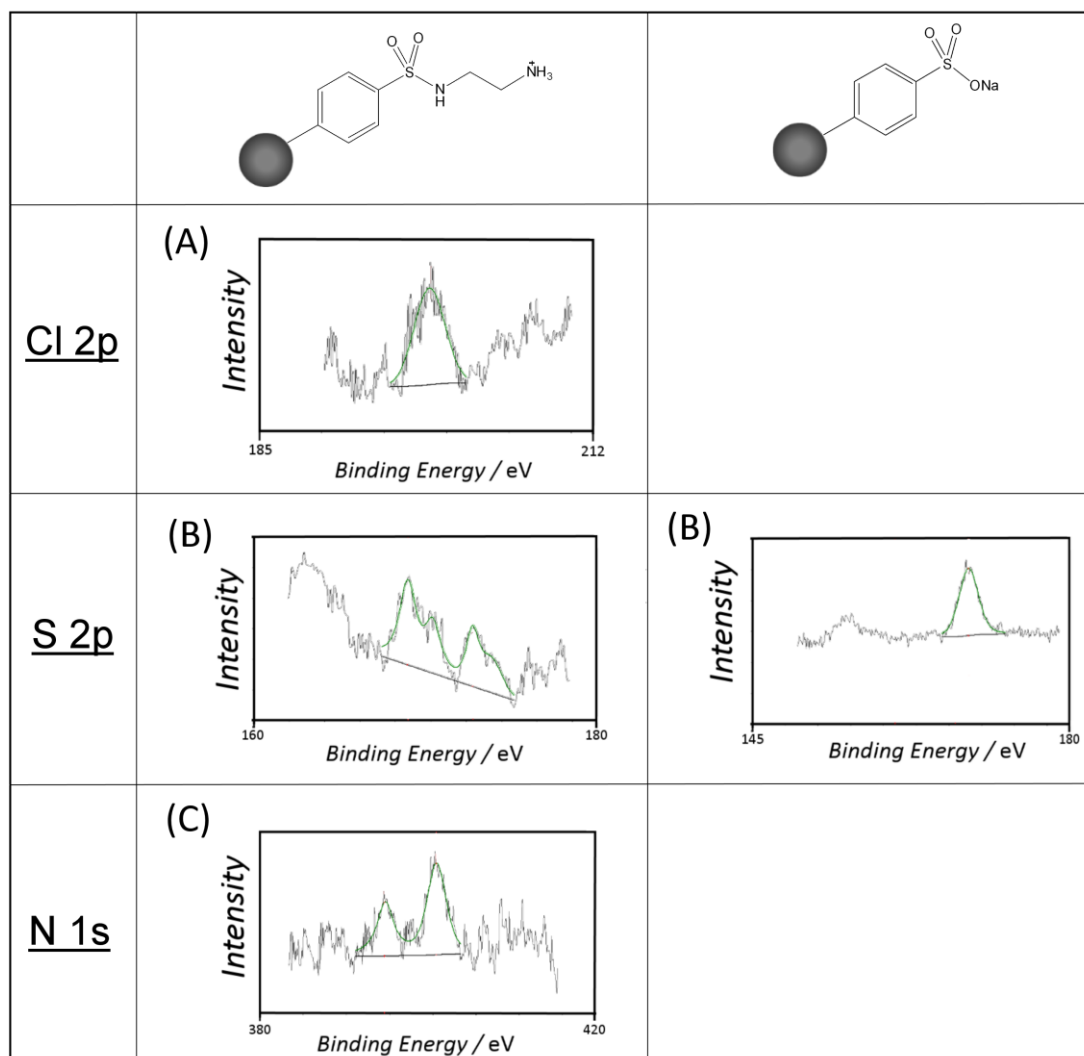 O O
S
N
H
+
NH3
O O
S
ONa
Cl 2p
(A)
Intensity
185
212
Binding Energy / eV
S 2p
(B)
Intensity
160
180
Binding Energy / eV
(B)
Intensity
145
180
Binding Energy / eV
N 1s
(C)
Intensity
380
420
Binding Energy / eV